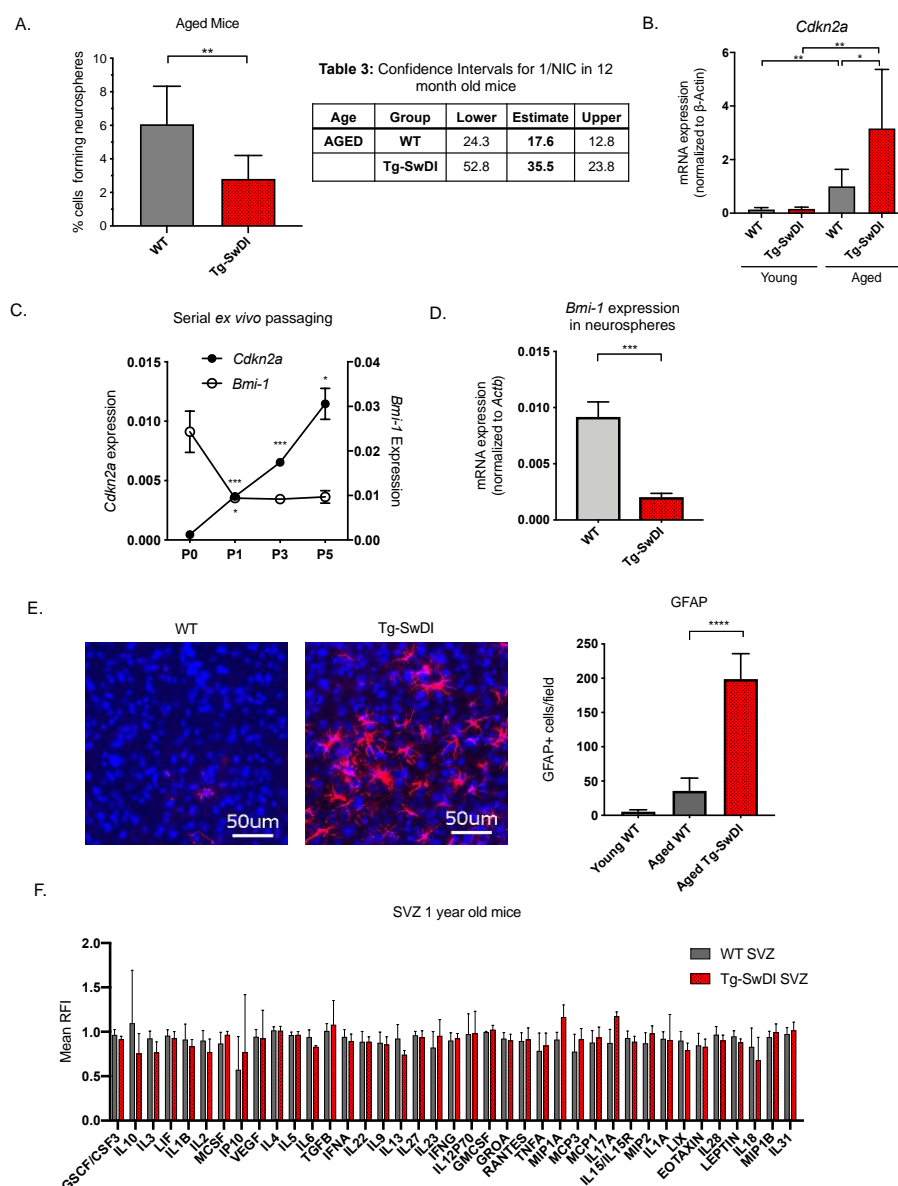 A.
Aged Mice
**
% cells forming neurospheres
8
6
4
2
0
WT
Tg-SwDI
Table 3: Confidence Intervals for 1/NIC in 12
month old mice
Age Group Lower Estimate Upper
AGED WT 24.3 17.6 12.8
Tg-SwDI 52.8 35.5 23.8
B.
Cdkn2a
**
** *
mRNA expression
(normalized to β-Actin)
6
4
2
0
WT
Tg-SwDI
WT
Tg-SwDI
Young Aged
C.
Serial ex vivo passaging
Cdkn2a
Bmi-1
Cdkn2a expression
0.015
0.010
0.005
0.000
Bmi-1 Expression
0.04
0.03
0.02
0.01
0.00
*
***
***
*
P0 P1 P3 P5
D.
Bmi-1 expression
in neurospheres
***
mRNA expression
(normalized to Actb)
0.015
0.010
0.005
0.000
WT
Tg-SwDI
E.
WT
50um
Tg-SwDI
50um
GFAP
****
GFAP+ cells/field
250
200
150
100
50
0
Young WT
Aged WT
Aged Tg-SwDI
F.
SVZ 1 year old mice
WT SVZ
Tg-SwDI SVZ
Mean RFI
2.0
1.5
1.0
0.5
0.0
GSCF/CSF3
IL10
IL3
LIF
IL1B
IL2
MCSF
IP10
VEGF
IL4
IL5
IL6
TGFB
IFNA
IL22
IL9
IL13
IL27
IL23
IFNG
IL12P70
GMCSF
GROA
RANTES
TNFA
MIP1A
MCP3
MCP1
IL17A
IL15/IL15R
MIP2
IL1A
LIX
EOTAXIN
IL28
LEPTIN
IL18
MIP1B
IL31